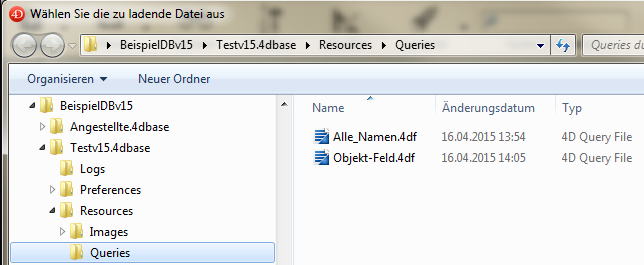 4D Wählen Sie die zu ladende Datei aus
BeispielDBv15 Testv15.4dbase Resources Queries
Queries du
Organisieren Neuer Ordner
Name Änderungsdatum Typ
BeispielDBv15
Angestellte.4dbase
Testv15.4dbase
Logs
Preferences
Resources
Images
Queries
Alle_Namen.4df 16.04.2015 13:54 4D Query File
Objekt-Feld.4df 16.04.2015 14:05 4D Query File